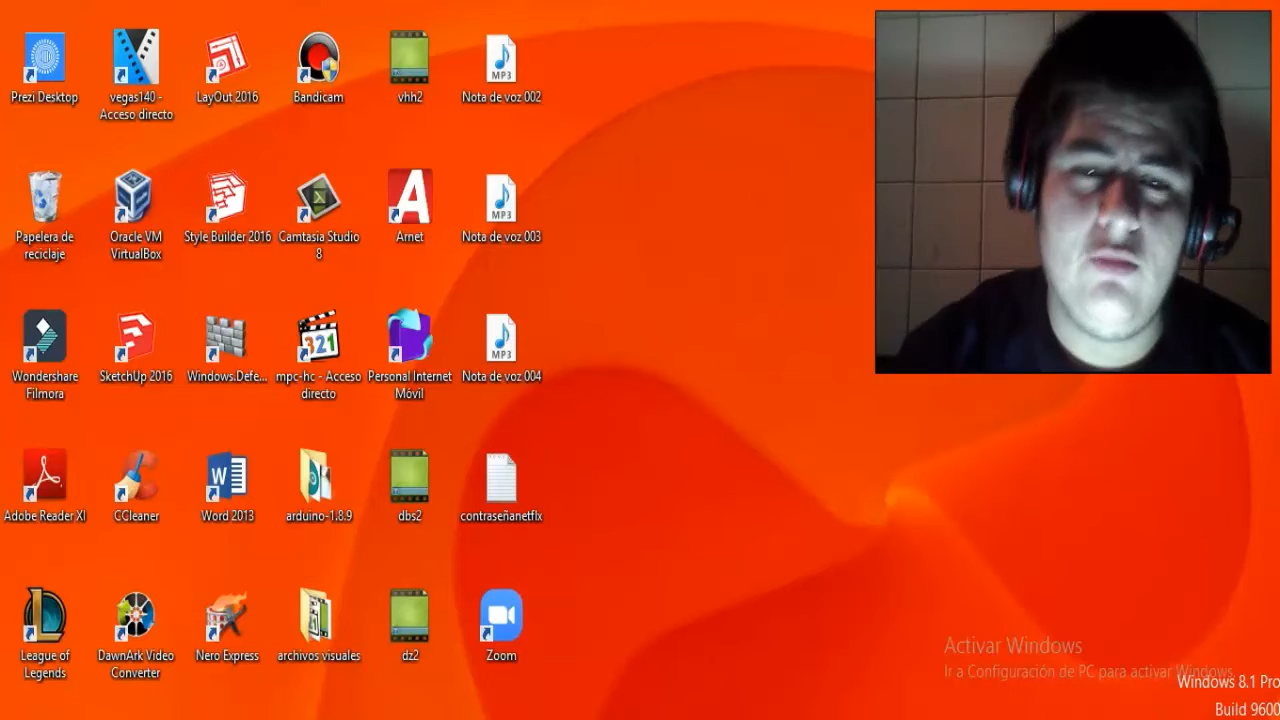 Prezi Desktop
vegas140 -
Acceso directo
LayOut 2016
Bandicam
vhh2
Nota de voz 002
MP3
Papelera de
reciclaje
Oracle VM
VirtualBox
Style Builder 2016
Camtasia Studio
8
Arnet
Nota de voz 003
MP3
Wondershare
Filmora
SketchUp 2016
Windows.Defe...
321
mpc-hc - Acceso
directo
Personal Internet
Móvil
Nota de voz 004
MP3
Adobe Reader XI
CCleaner
Word 2013
arduino-1.8.9
dbs2
contraseñanetflx
League of
Legends
DawnArk Video
Converter
Nero Express
archivos visuales
dz2
Zoom
Activar Windows
Ir a Configuración de PC para activar Windows.
Windows 8.1 Pro
Build 9600